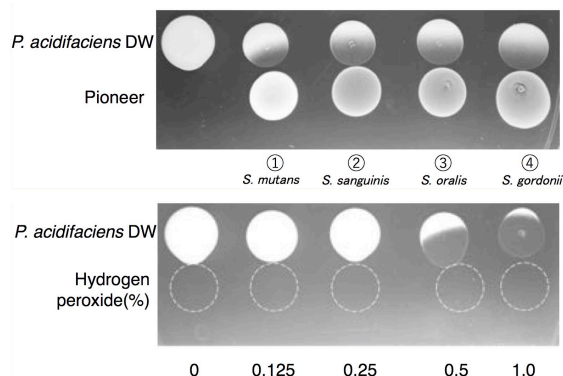 P. acidifaciens DW
Pioneer
① ② ③ ④
S. mutans S. sanguinis S. oralis S. gordonii
P. acidifaciens DW
Hydrogen
peroxide(%)
0 0.125 0.25 0.5 1.0